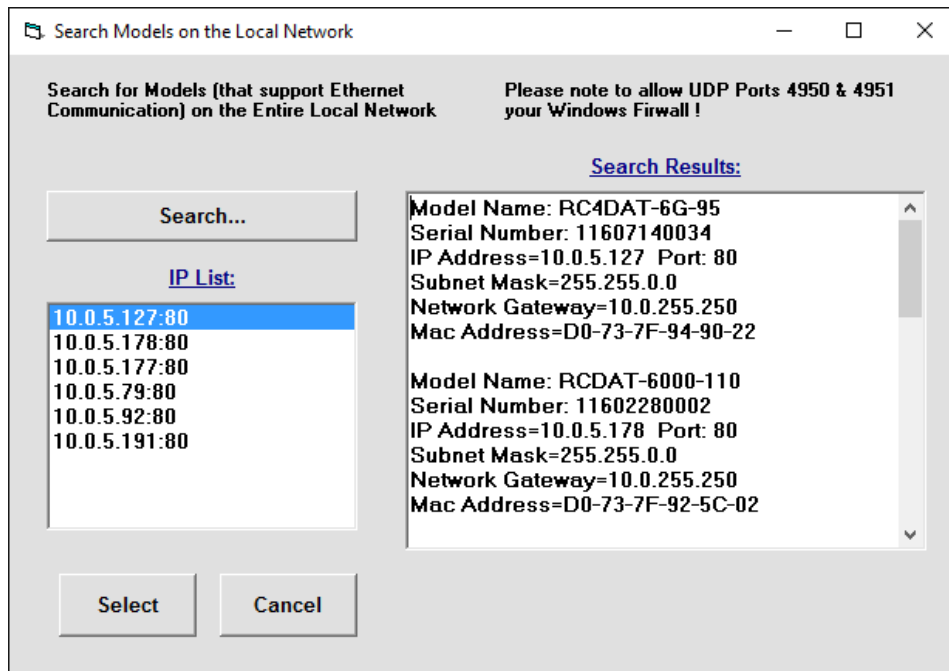 Search Models on the Local Network
Search for Models (that support Ethernet
Communication) on the Entire Local Network
Please note to allow UDP Ports 4950 & 4951
your Windows Firwall !
Search...
IP List:
10.0.5.127:80
10.0.5.178:80
10.0.5.177:80
10.0.5.79:80
10.0.5.92:80
10.0.5.191:80
Search Results:
Model Name: RC4DAT-6G-95
Serial Number: 11607140034
IP Address=10.0.5.127  Port: 80
Subnet Mask=255.255.0.0
Network Gateway=10.0.255.250
Mac Address=D0-73-7F-94-90-22
Model Name: RCDAT-6000-110
Serial Number: 11602280002
IP Address=10.0.5.178  Port: 80
Subnet Mask=255.255.0.0
Network Gateway=10.0.255.250
Mac Address=D0-73-7F-92-5C-02
Select
Cancel